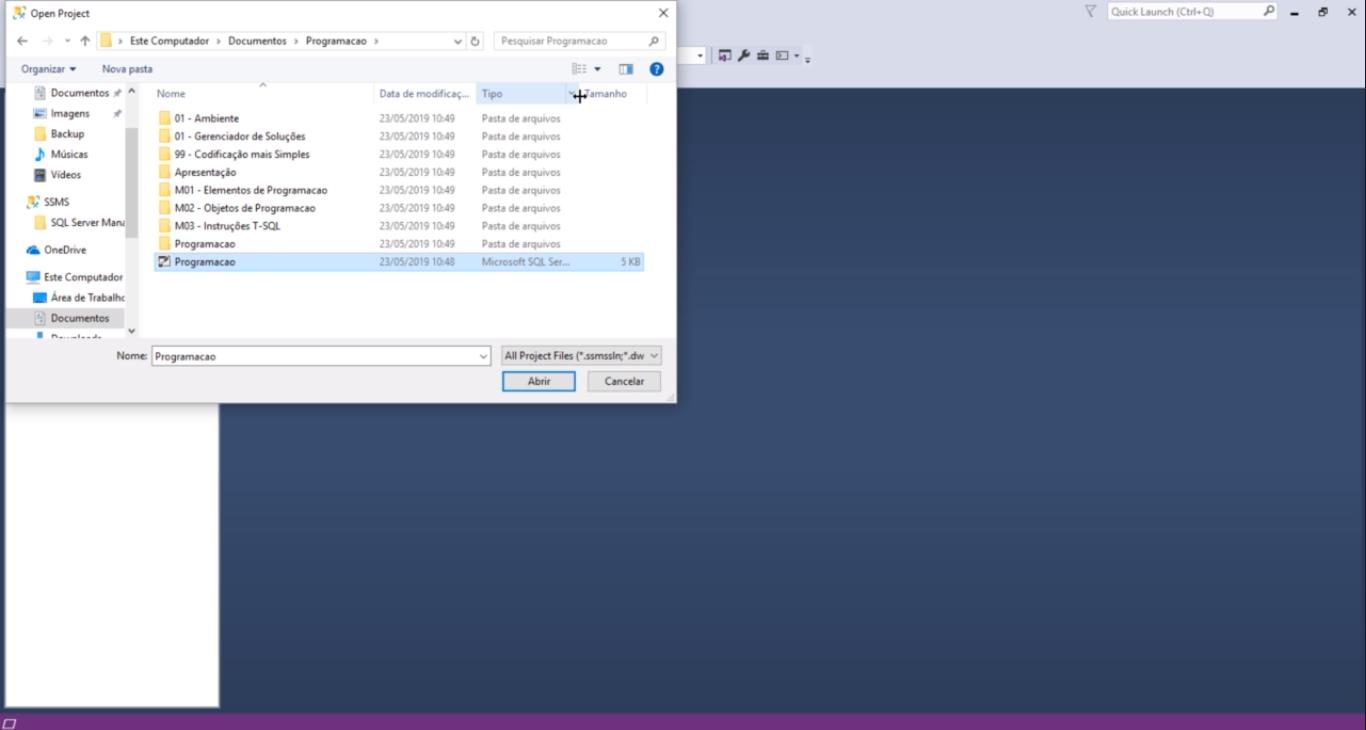 Open Project
Quick Launch (Ctrl+Q)
Este Computador > Documentos > Programacao >
Pesquisar Programacao
Organizar
Nova pasta
Documentos
Imagens
Backup
Músicas
Vídeos
SSMS
SQL Server Mana
OneDrive
Este Computador
Área de Trabalho
Documentos
Downloads
Nome Data de modificaç... Tipo Tamanho
01 - Ambiente 23/05/2019 10:49 Pasta de arquivos
01 - Gerenciador de Soluções 23/05/2019 10:49 Pasta de arquivos
99 - Codificação mais Simples 23/05/2019 10:49 Pasta de arquivos
Apresentação 23/05/2019 10:49 Pasta de arquivos
M01 - Elementos de Programacao 23/05/2019 10:49 Pasta de arquivos
M02 - Objetos de Programacao 23/05/2019 10:49 Pasta de arquivos
M03 - Instruções T-SQL 23/05/2019 10:49 Pasta de arquivos
Programacao 23/05/2019 10:49 Pasta de arquivos
Programacao 23/05/2019 10:48 Microsoft SQL Ser... 5 KB
Nome: Programacao
All Project Files (*.ssmssln;*.dw
Abrir
Cancelar